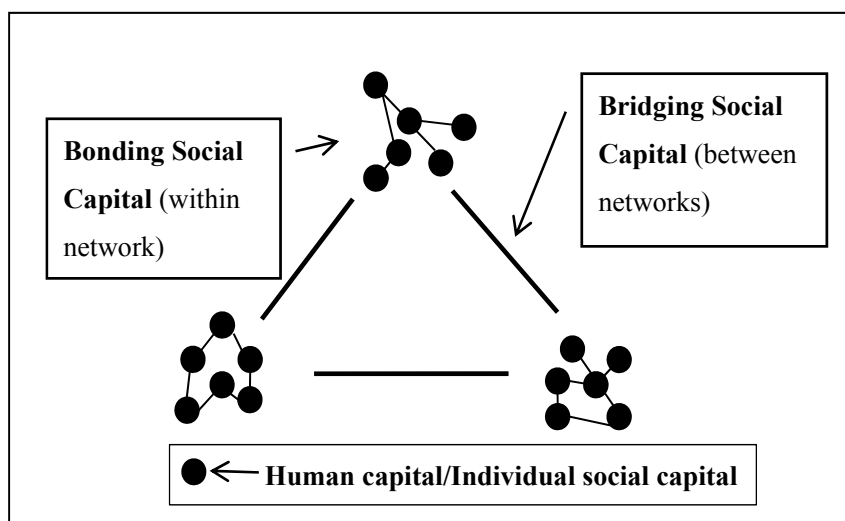 Bonding Social
Capital (within
network)
Bridging Social
Capital (between
networks)
Human capital/Individual social capital